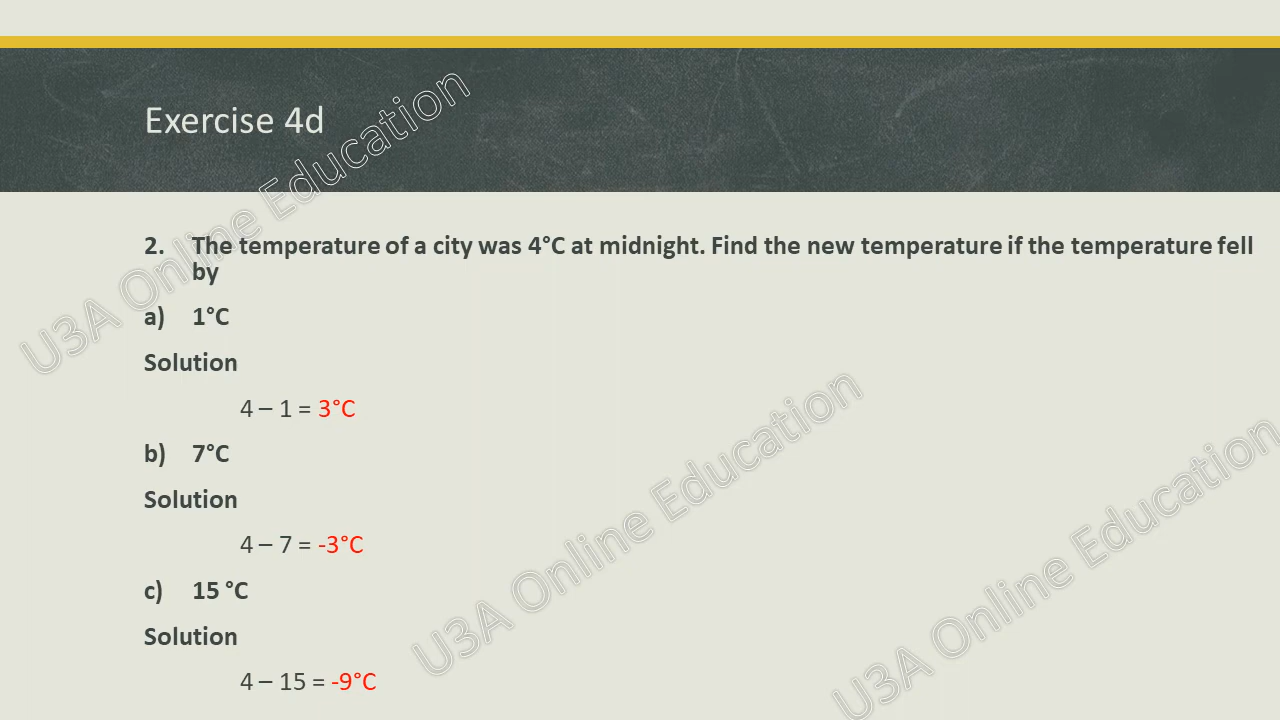 Exercise 4d
2. The temperature of a city was 4°C at midnight. Find the new temperature if the temperature fell
by
a) 1°C
Solution
4 – 1 = 3°C
b) 7°C
Solution
4 – 7 = -3°C
c) 15 °C
Solution
4 – 15 = -9°C
U3A Online Education
U3A Online Education
U3A Online Education